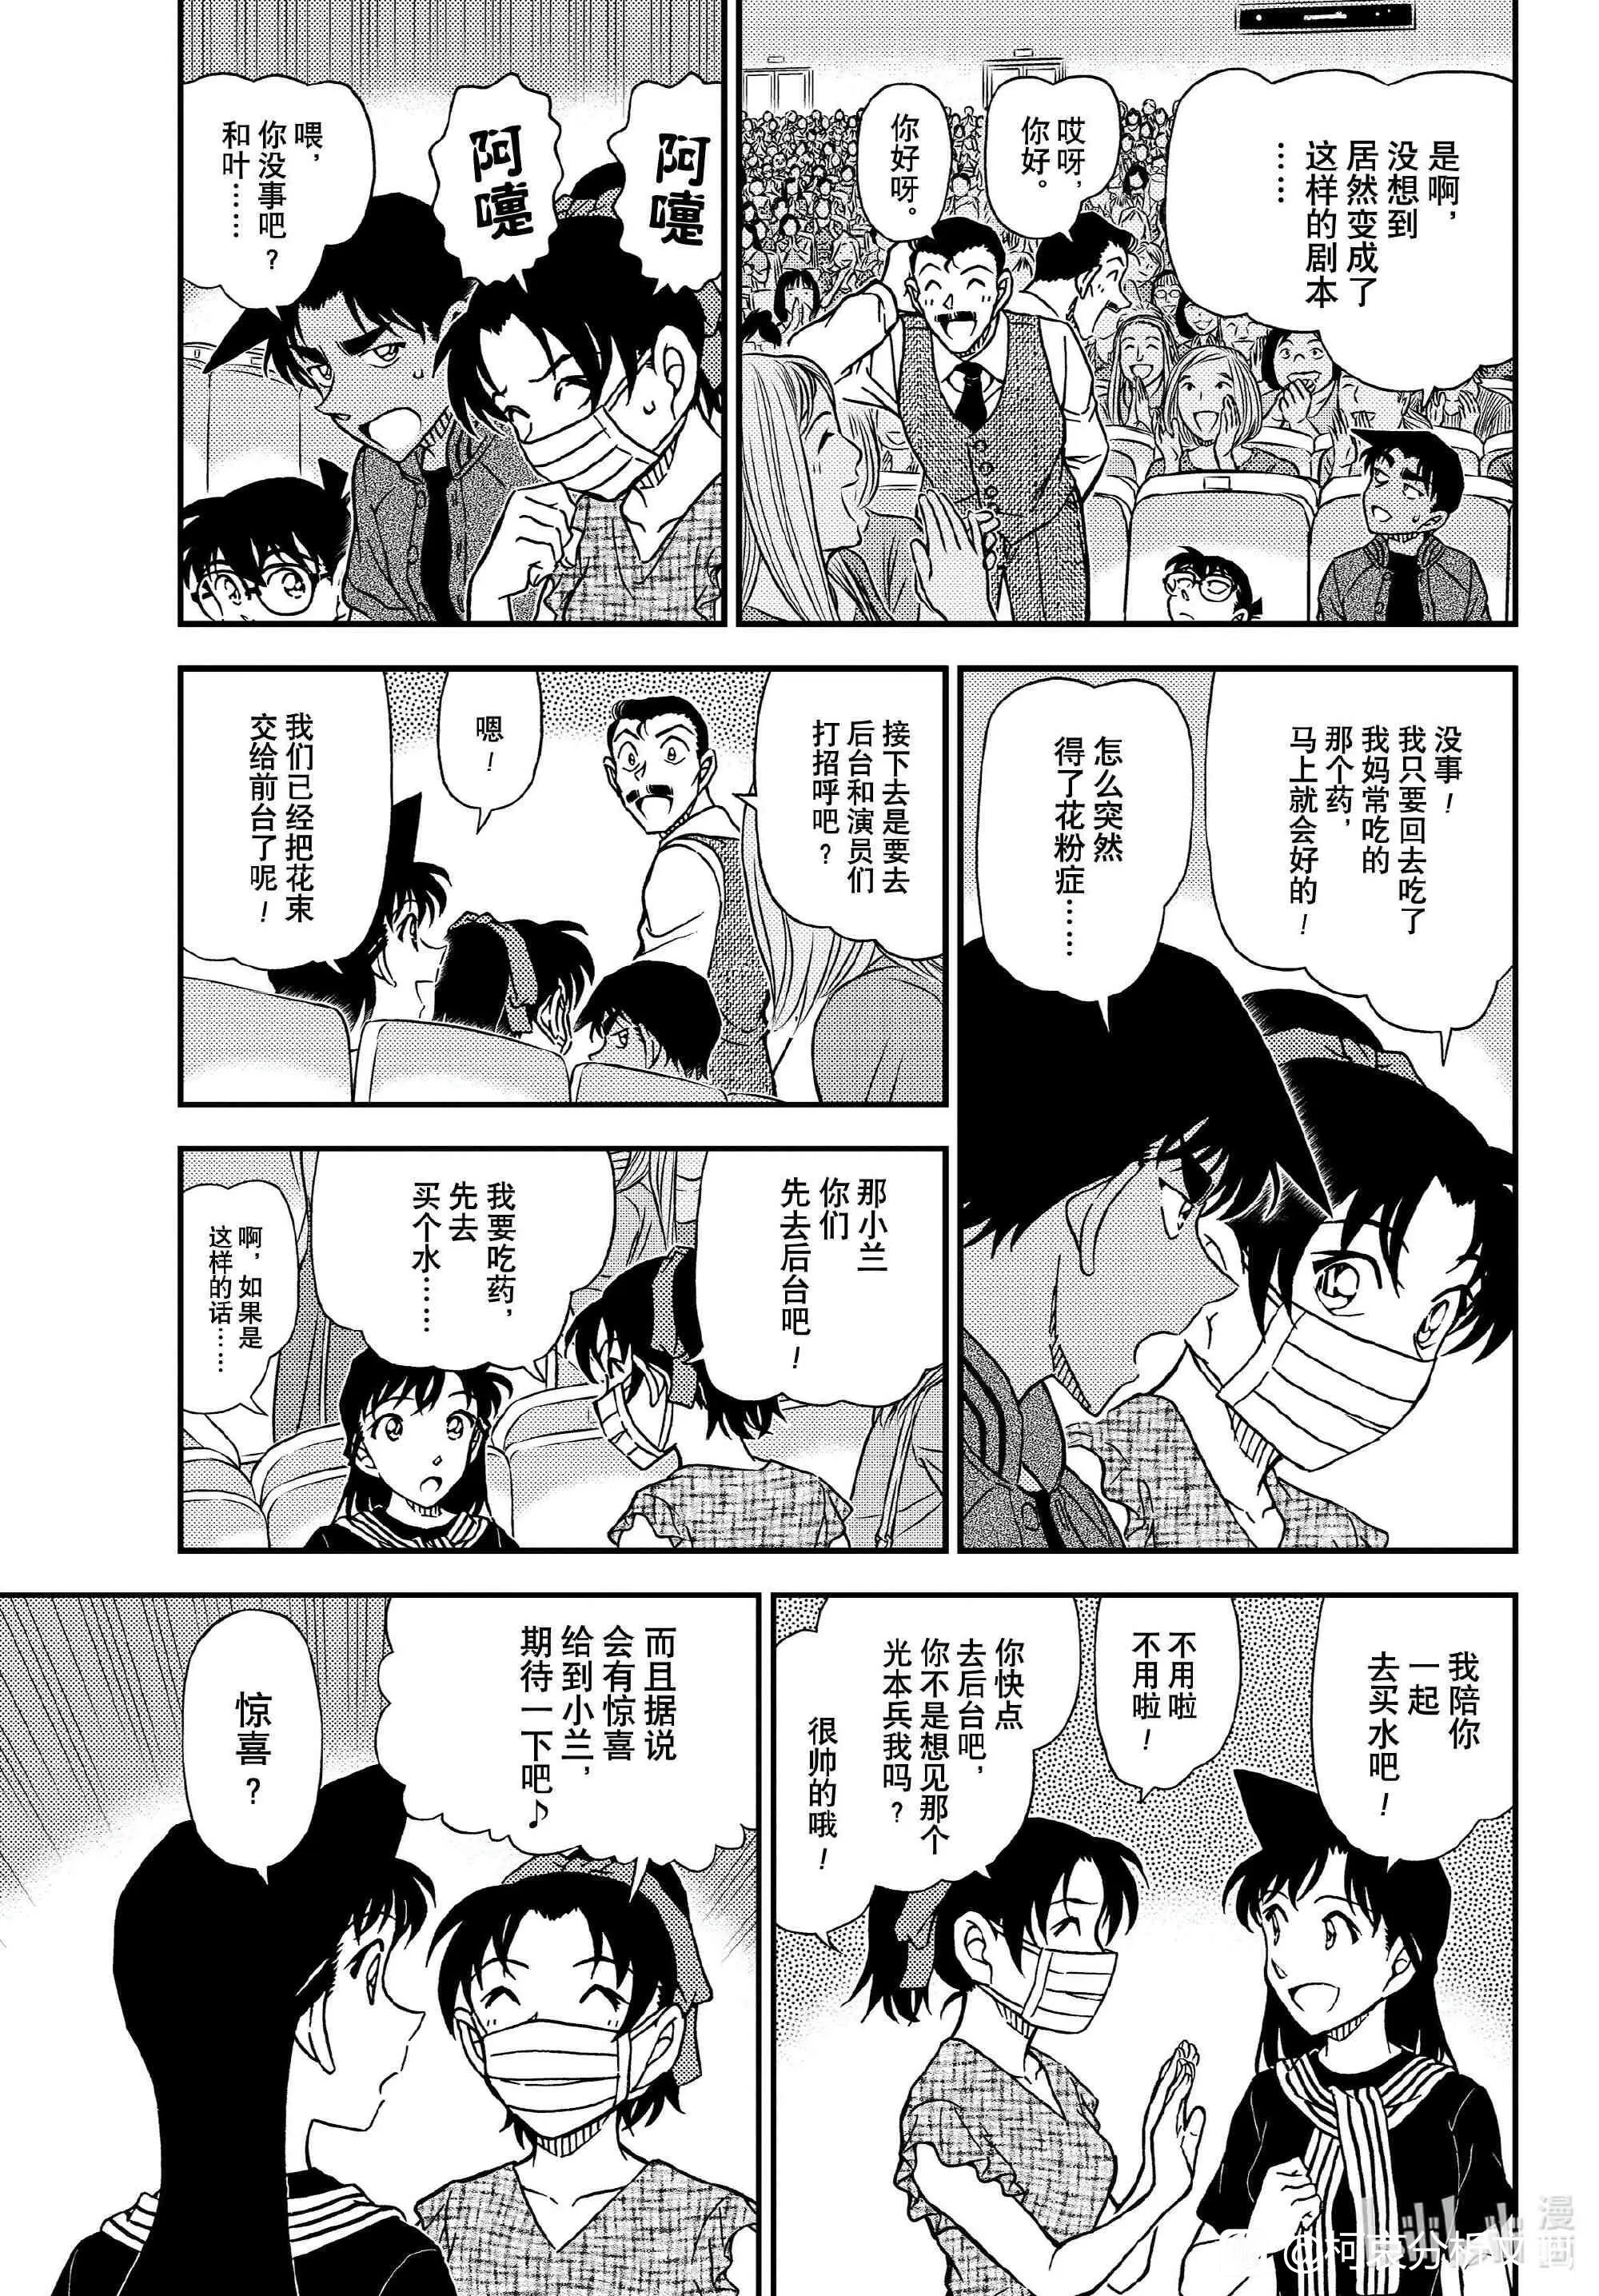 是啊，
没想到
居然变成了
这样的剧本
……
哎呀，
你好。
你好呀。
阿嚏
阿嚏
喂，
你没事吧？
和叶……
没事！
我只要回去吃了
我妈常吃的
那个药，
马上就会好的！
怎么突然
得了花粉症……
接下去是要去
后台和演员们
打招呼吧？
嗯！
我们已经把花束
交给前台了呢！
那小兰
你们
先去后台吧！
我要吃药，
先去
买个水……
啊，如果是
这样的话……
我陪你
一起
去买水吧！
不用啦
不用啦！
你快点
去后台吧，
你不是想见那个
光本兵我吗？
很帅的哦！
而且据说
会有惊喜
给到小兰，
期待一下吧♪
惊喜？
漫画
@柯哀分析文